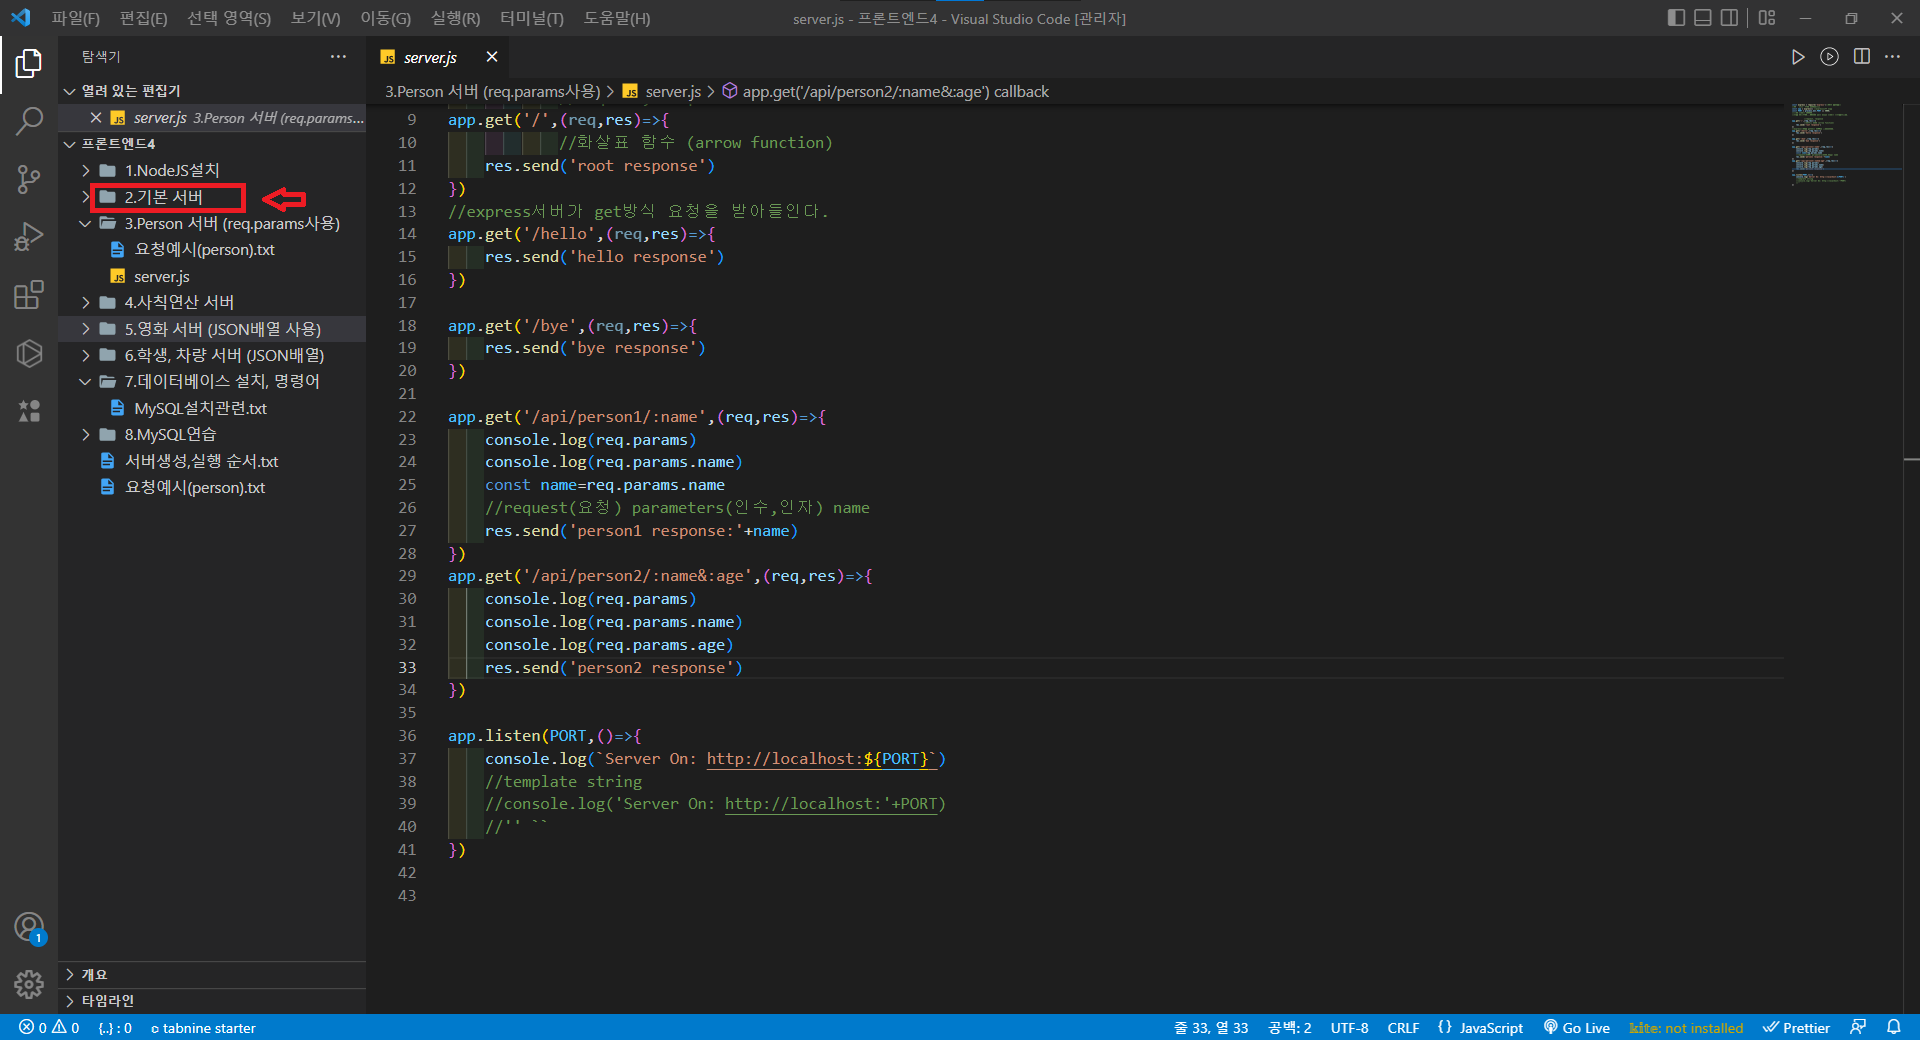 파일(F) 편집(E) 선택 영역(S) 보기(V) 이동(G) 실행(R) 터미널(T) 도움말(H)
server.js - 프론트엔드4 - Visual Studio Code [관리자]
탐색기
열려 있는 편집기
server.js 3.Person 서버 (req.params...
프론트엔드4
1.NodeJS설치
2.기본 서버
3.Person 서버 (req.params사용)
요청예시(person).txt
server.js
4.사칙연산 서버
5.영화 서버 (JSON배열 사용)
6.학생, 차량 서버 (JSON배열)
7.데이터베이스 설치, 명령어
MySQL설치관련.txt
8.MySQL연습
서버생성,실행 순서.txt
요청예시(person).txt
개요
타임라인
1
server.js
3.Person 서버 (req.params사용) > server.js > app.get('/api/person2/:name&:age') callback
9 app.get('/',(req,res)=>{
10 //화살표 함수 (arrow function)
11 res.send('root response')
12 })
13 //express서버가 get방식 요청을 받아들인다.
14 app.get('/hello',(req,res)=>{
15 res.send('hello response')
16 })
17
18 app.get('/bye',(req,res)=>{
19 res.send('bye response')
20 })
21
22 app.get('/api/person1/:name',(req,res)=>{
23 console.log(req.params)
24 console.log(req.params.name)
25 const name=req.params.name
26 //request(요청) parameters(인수,인자) name
27 res.send('person1 response:'+name)
28 })
29 app.get('/api/person2/:name&:age',(req,res)=>{
30 console.log(req.params)
31 console.log(req.params.name)
32 console.log(req.params.age)
33 res.send('person2 response')
34 })
35
36 app.listen(PORT,()=>{
37 console.log(`Server On: http://localhost:${PORT}`)
38 //template string
39 //console.log('Server On: http://localhost:'+PORT)
40 //'' ``
41 })
42
43
0 0 {..} : 0 tabnine starter
줄 33, 열 33 공백: 2 UTF-8 CRLF {} JavaScript Go Live kite: not installed Prettier